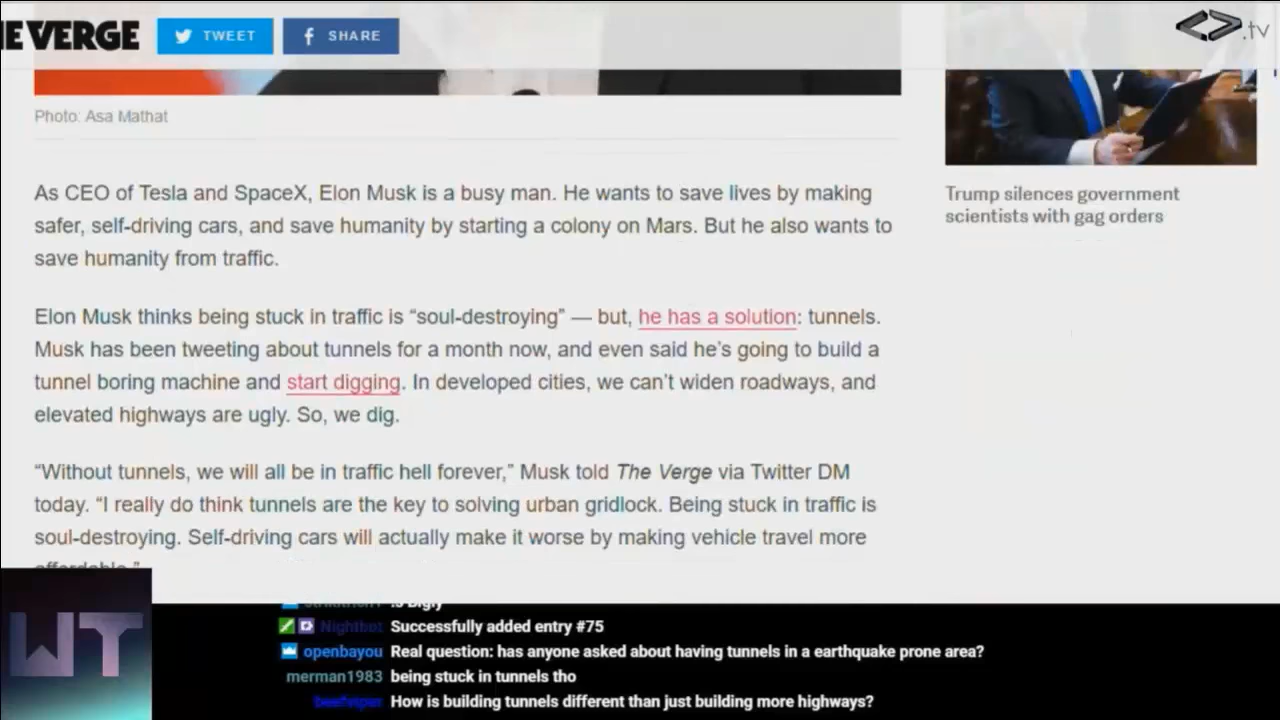 THE VERGE TWEET SHARE
.tv
Photo: Asa Mathat
As CEO of Tesla and SpaceX, Elon Musk is a busy man. He wants to save lives by making
safer, self-driving cars, and save humanity by starting a colony on Mars. But he also wants to
save humanity from traffic.
Elon Musk thinks being stuck in traffic is “soul-destroying” — but, he has a solution: tunnels.
Musk has been tweeting about tunnels for a month now, and even said he’s going to build a
tunnel boring machine and start digging. In developed cities, we can’t widen roadways, and
elevated highways are ugly. So, we dig.
“Without tunnels, we will all be in traffic hell forever,” Musk told The Verge via Twitter DM
today. “I really do think tunnels are the key to solving urban gridlock. Being stuck in traffic is
soul-destroying. Self-driving cars will actually make it worse by making vehicle travel more
affordable.”
Trump silences government
scientists with gag orders
WT
Bigly
Nightbot Successfully added entry #75
openbayou Real question: has anyone asked about having tunnels in a earthquake prone area?
merman1983 being stuck in tunnels tho
How is building tunnels different than just building more highways?